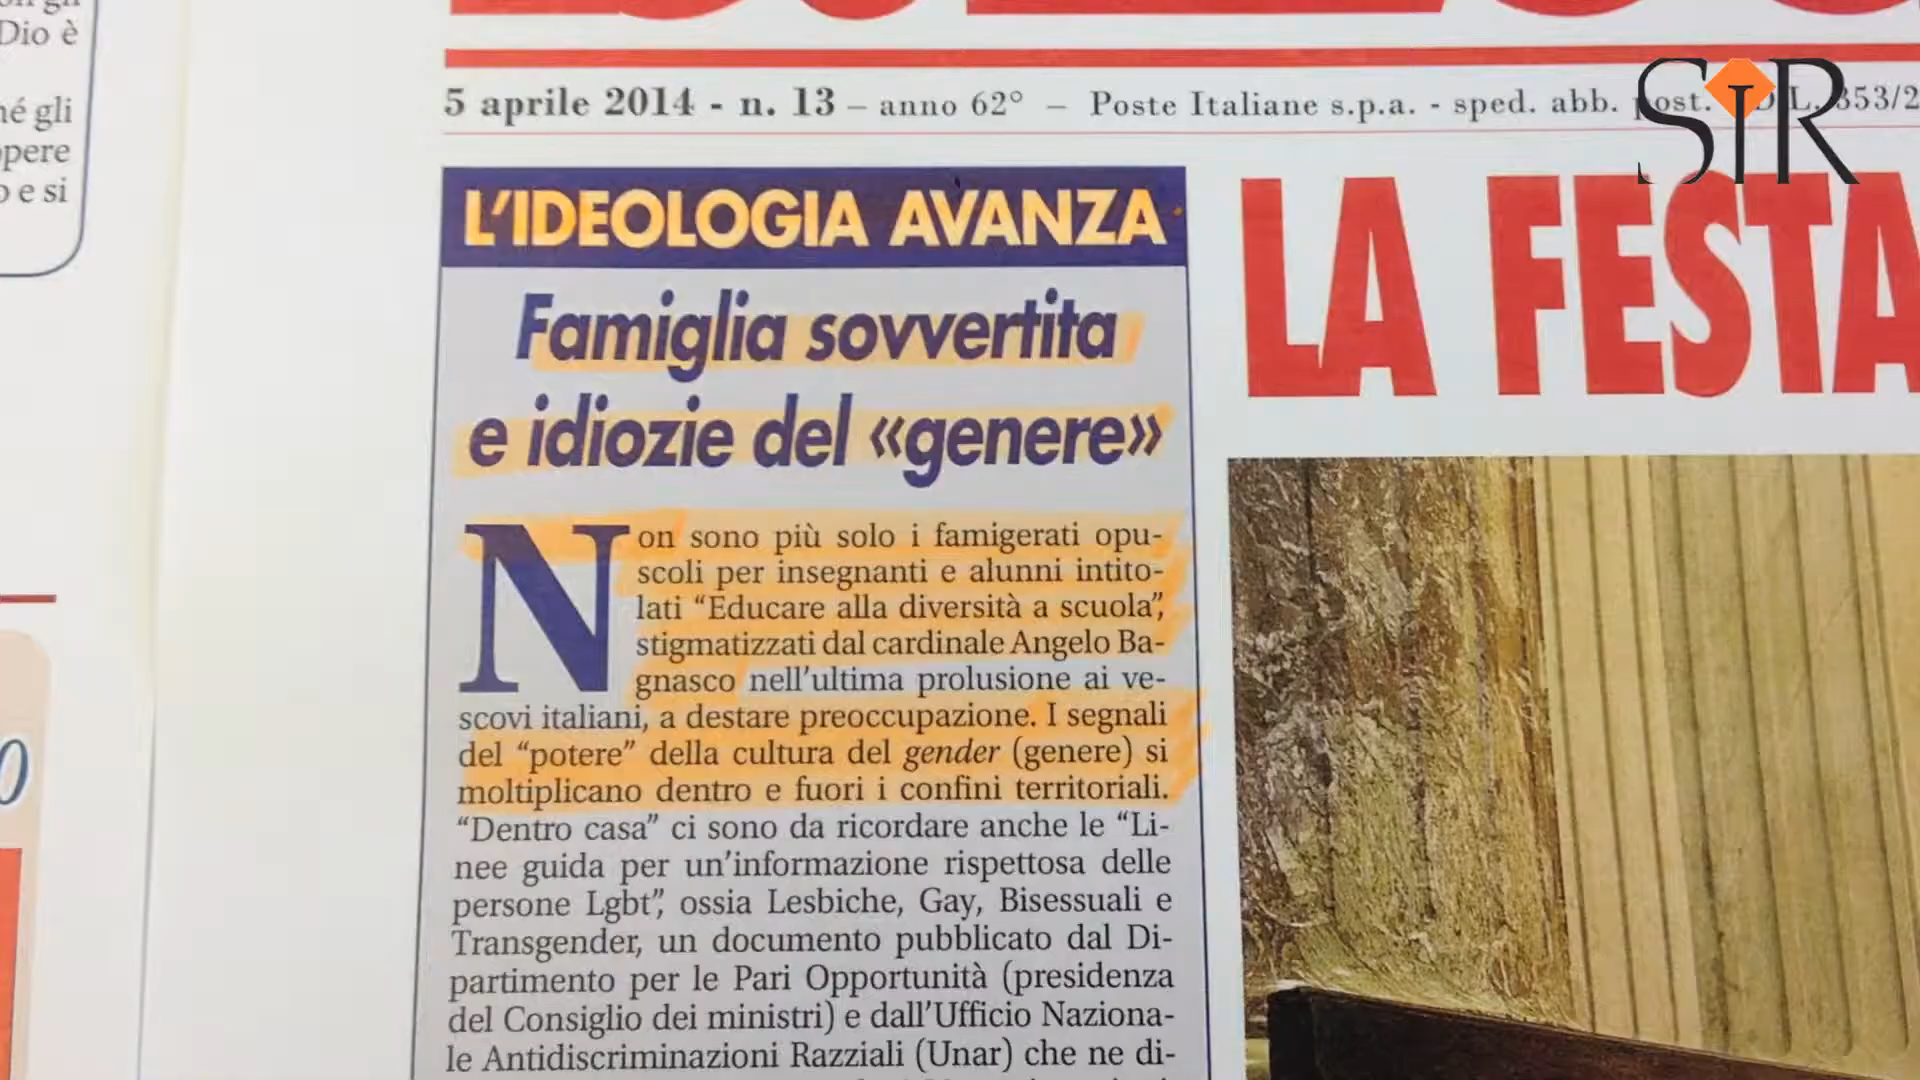 Dio è
né gli
opere
e si
5 aprile 2014 - n. 13 – anno 62° – Poste Italiane s.p.a. - sped. abb. post. - D.L. 353/2
SIR
L'IDEOLOGIA AVANZA
Famiglia sovvertita
e idiozie del «genere»
LA FESTA
Non sono più solo i famigerati opu-
scoli per insegnanti e alunni intito-
lati “Educare alla diversità a scuola”,
stigmatizzati dal cardinale Angelo Ba-
gnasco nell'ultima prolusione ai ve-
scovi italiani, a destare preoccupazione. I segnali
del “potere” della cultura del gender (genere) si
moltiplicano dentro e fuori i confini territoriali.
“Dentro casa” ci sono da ricordare anche le “Li-
nee guida per un'informazione rispettosa delle
persone Lgbt”, ossia Lesbiche, Gay, Bisessuali e
Transgender, un documento pubblicato dal Di-
partimento per le Pari Opportunità (presidenza
del Consiglio dei ministri) e dall'Ufficio Naziona-
le Antidiscriminazioni Razziali (Unar) che ne di-